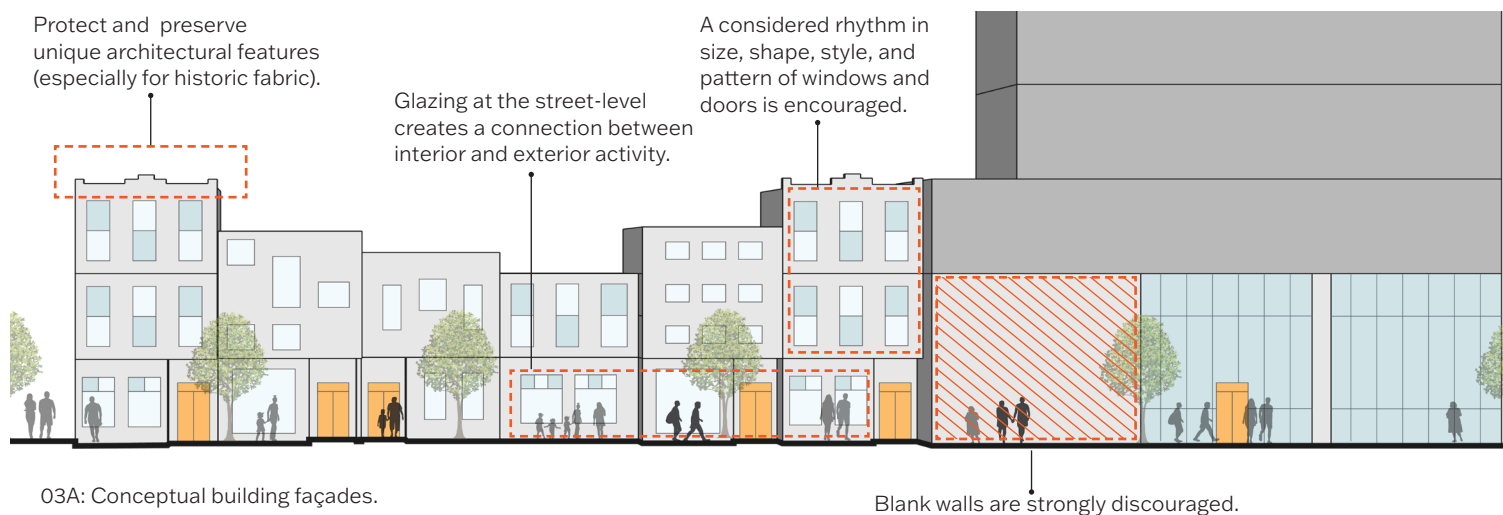 Protect and  preserve
unique architectural features
(especially for historic fabric).
Glazing at the street-level
creates a connection between
interior and exterior activity.
A considered rhythm in
size, shape, style, and
pattern of windows and
doors is encouraged.
03A: Conceptual building façades.
Blank walls are strongly discouraged.